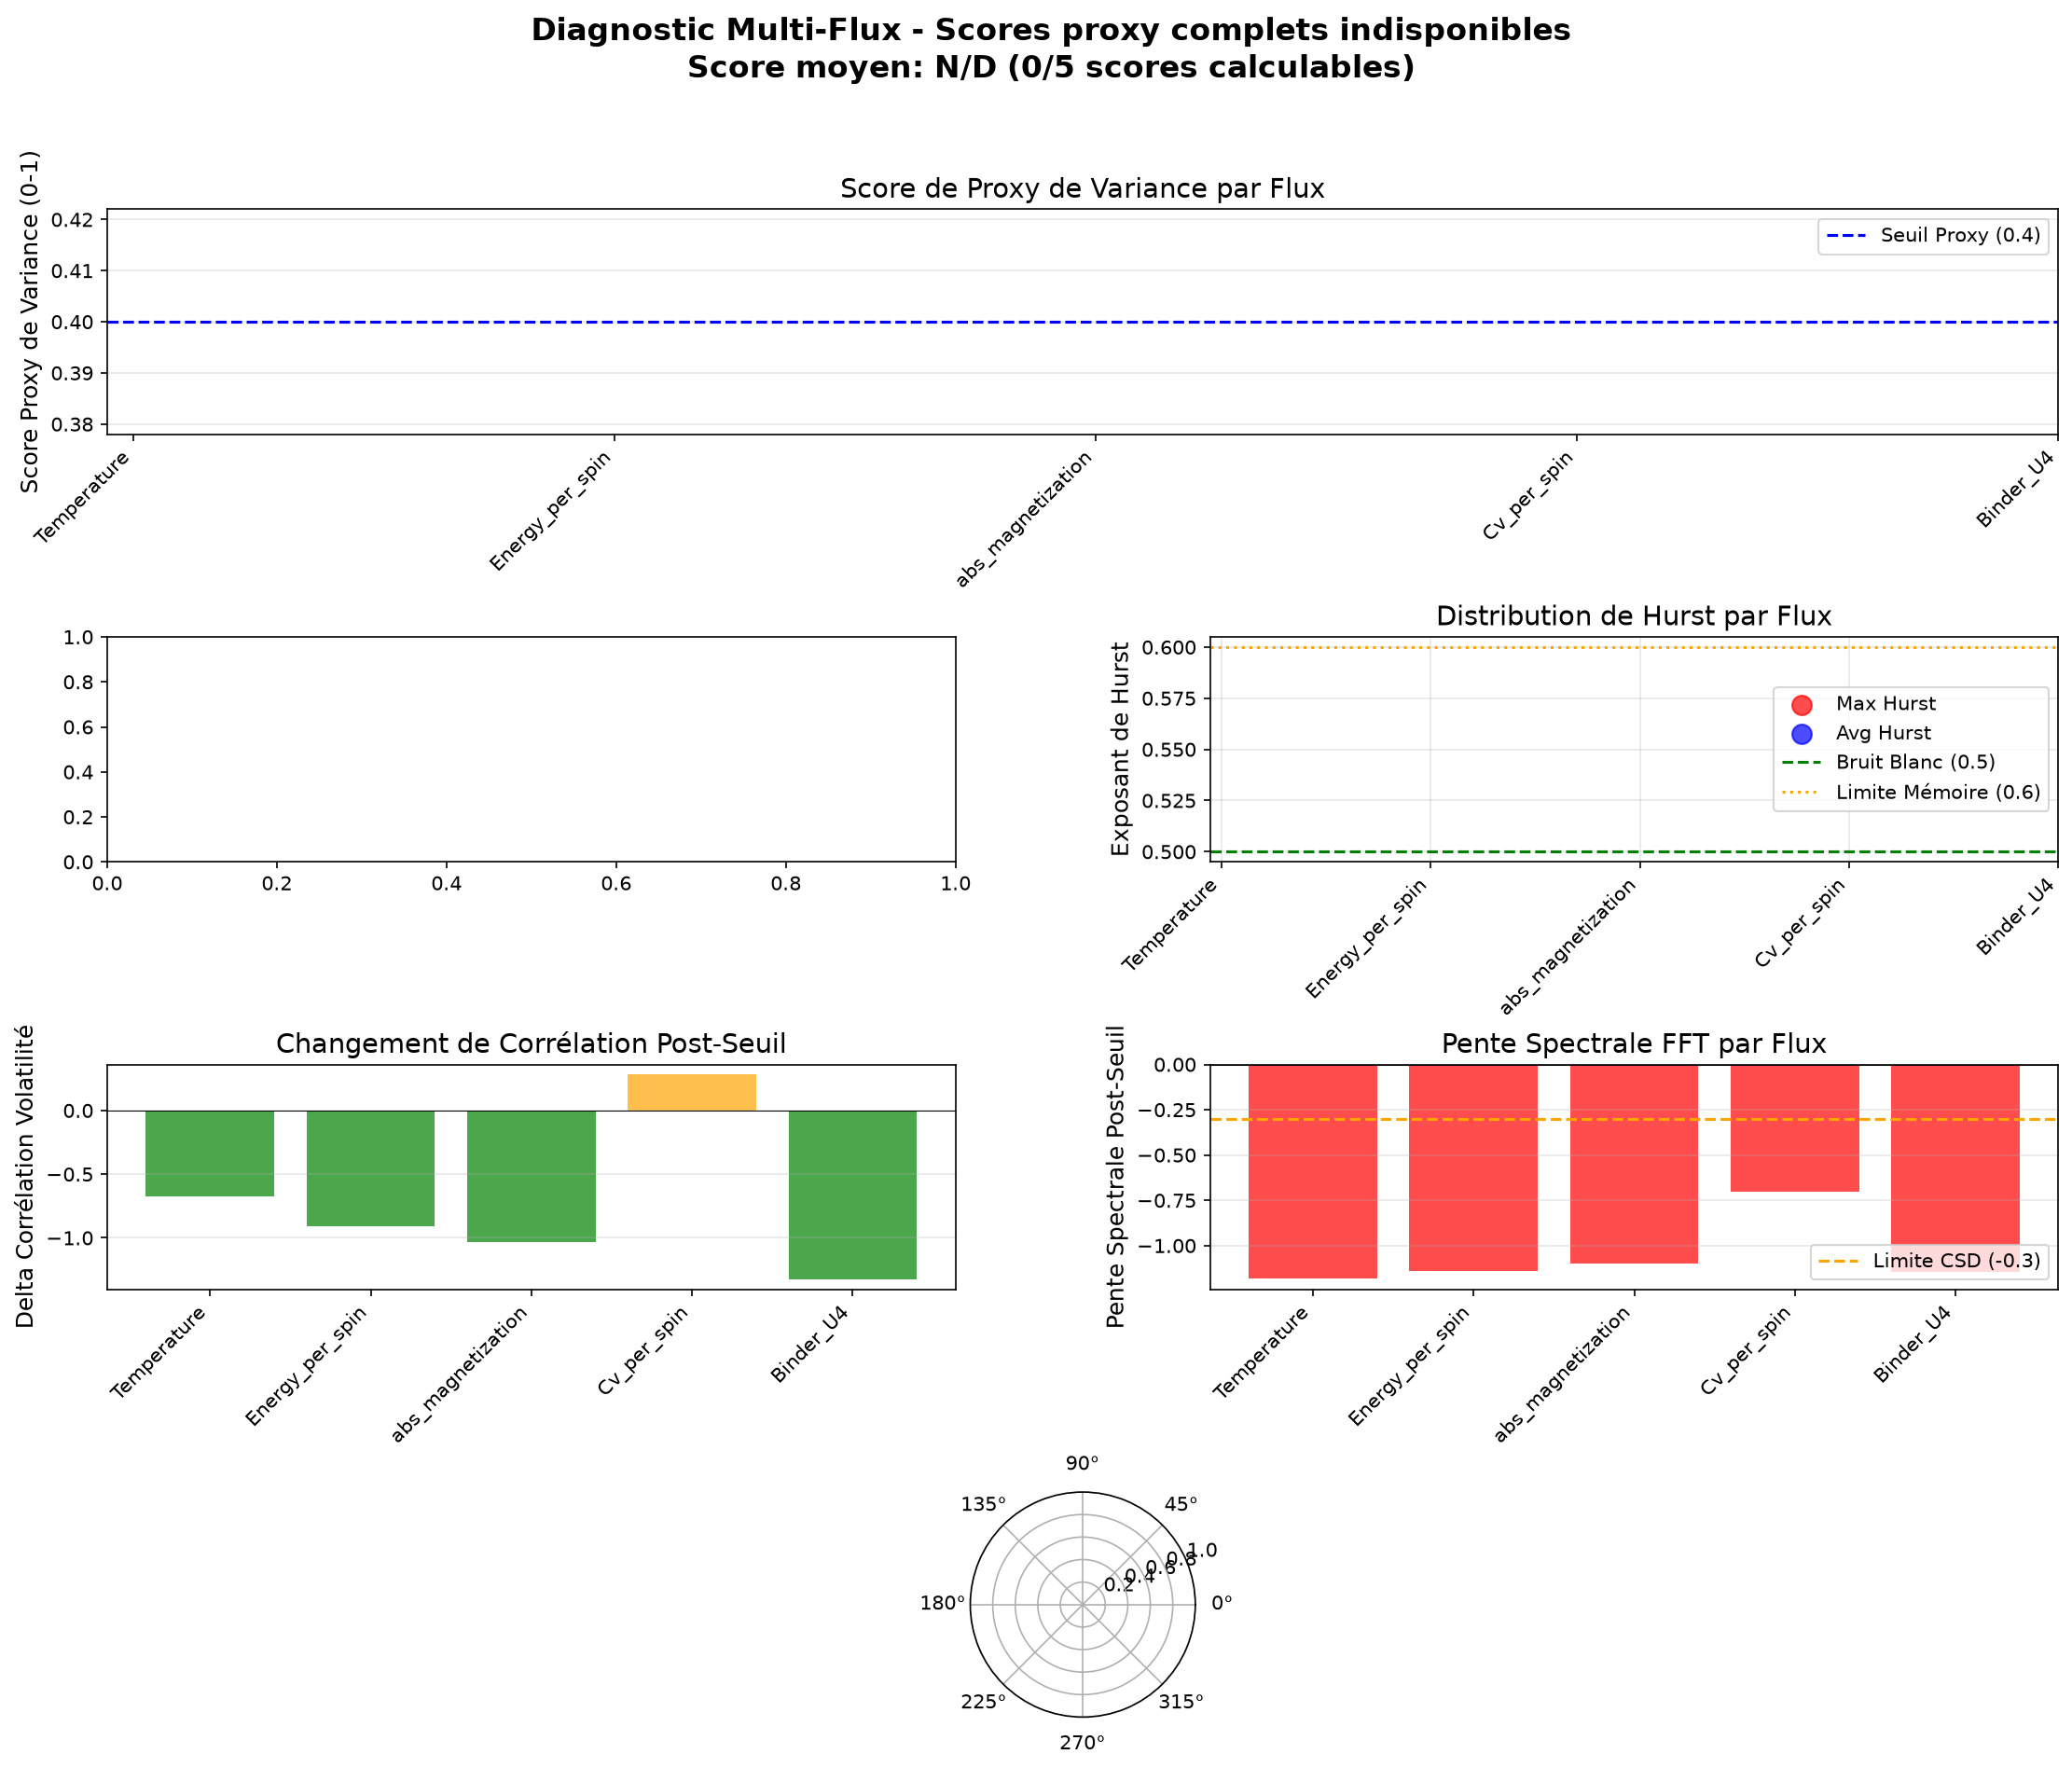 Diagnostic Multi-Flux - Scores proxy complets indisponibles
Score moyen: N/D (0/5 scores calculables)
Score de Proxy de Variance par Flux
Score Proxy de Variance (0-1)
0.42
0.41
0.40
0.39
0.38
Seuil Proxy (0.4)
Temperature
Energy_per_spin
abs_magnetization
Cv_per_spin
Binder_U4
1.0
0.8
0.6
0.4
0.2
0.0
0.0
0.2
0.4
0.6
0.8
1.0
Distribution de Hurst par Flux
Exposant de Hurst
0.600
0.575
0.550
0.525
0.500
Max Hurst
Avg Hurst
Bruit Blanc (0.5)
Limite Mémoire (0.6)
Temperature
Energy_per_spin
abs_magnetization
Cv_per_spin
Binder_U4
Changement de Corrélation Post-Seuil
Delta Corrélation Volatilité
0.0
−0.5
−1.0
Temperature
Energy_per_spin
abs_magnetization
Cv_per_spin
Binder_U4
Pente Spectrale FFT par Flux
Pente Spectrale Post-Seuil
0.00
−0.25
−0.50
−0.75
−1.00
Limite CSD (-0.3)
Temperature
Energy_per_spin
abs_magnetization
Cv_per_spin
Binder_U4
90°
135°
45°
1.0
0.8
0.6
0.4
0.2
180°
0°
225°
315°
270°